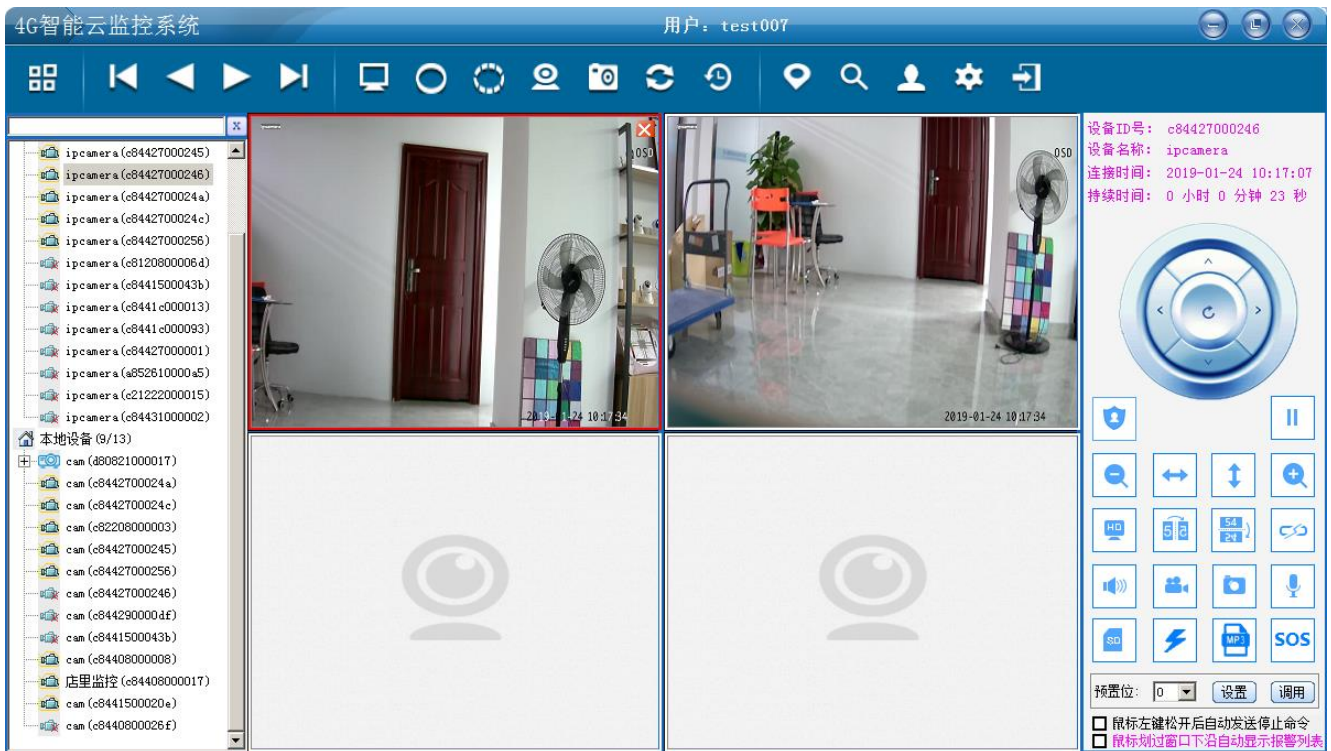 4G智能云监控系统
用户：test007
x
ipcamera(c84427000245)
ipcamera(c84427000246)
ipcamera(c8442700024a)
ipcamera(c8442700024c)
ipcamera(c84427000256)
ipcamera(c8120800006d)
ipcamera(c8441500043b)
ipcamera(c8441c000013)
ipcamera(c8441c000093)
ipcamera(c84427000001)
ipcamera(a852610000a5)
ipcamera(c21222000015)
ipcamera(c84431000002)
本地设备(9/13)
cam(d80821000017)
cam(c8442700024a)
cam(c8442700024c)
cam(c82208000003)
cam(c84427000245)
cam(c84427000256)
cam(c84427000246)
cam(c844290000df)
cam(c8441500043b)
cam(c84408000008)
店里监控(c84408000017)
cam(c8441500020e)
cam(c8440800026f)
OSD
2019-01-24 10:17:34
OSD
2019-01-24 10:17:34
设备ID号： c84427000246
设备名称： ipcamera
连接时间： 2019-01-24 10:17:07
持续时间： 0 小时 0 分钟 23 秒
HD
54
SD
MP3
SOS
预置位: 0 设置 调用
鼠标左键松开后自动发送停止命令
鼠标划过窗口下沿自动显示报警列表